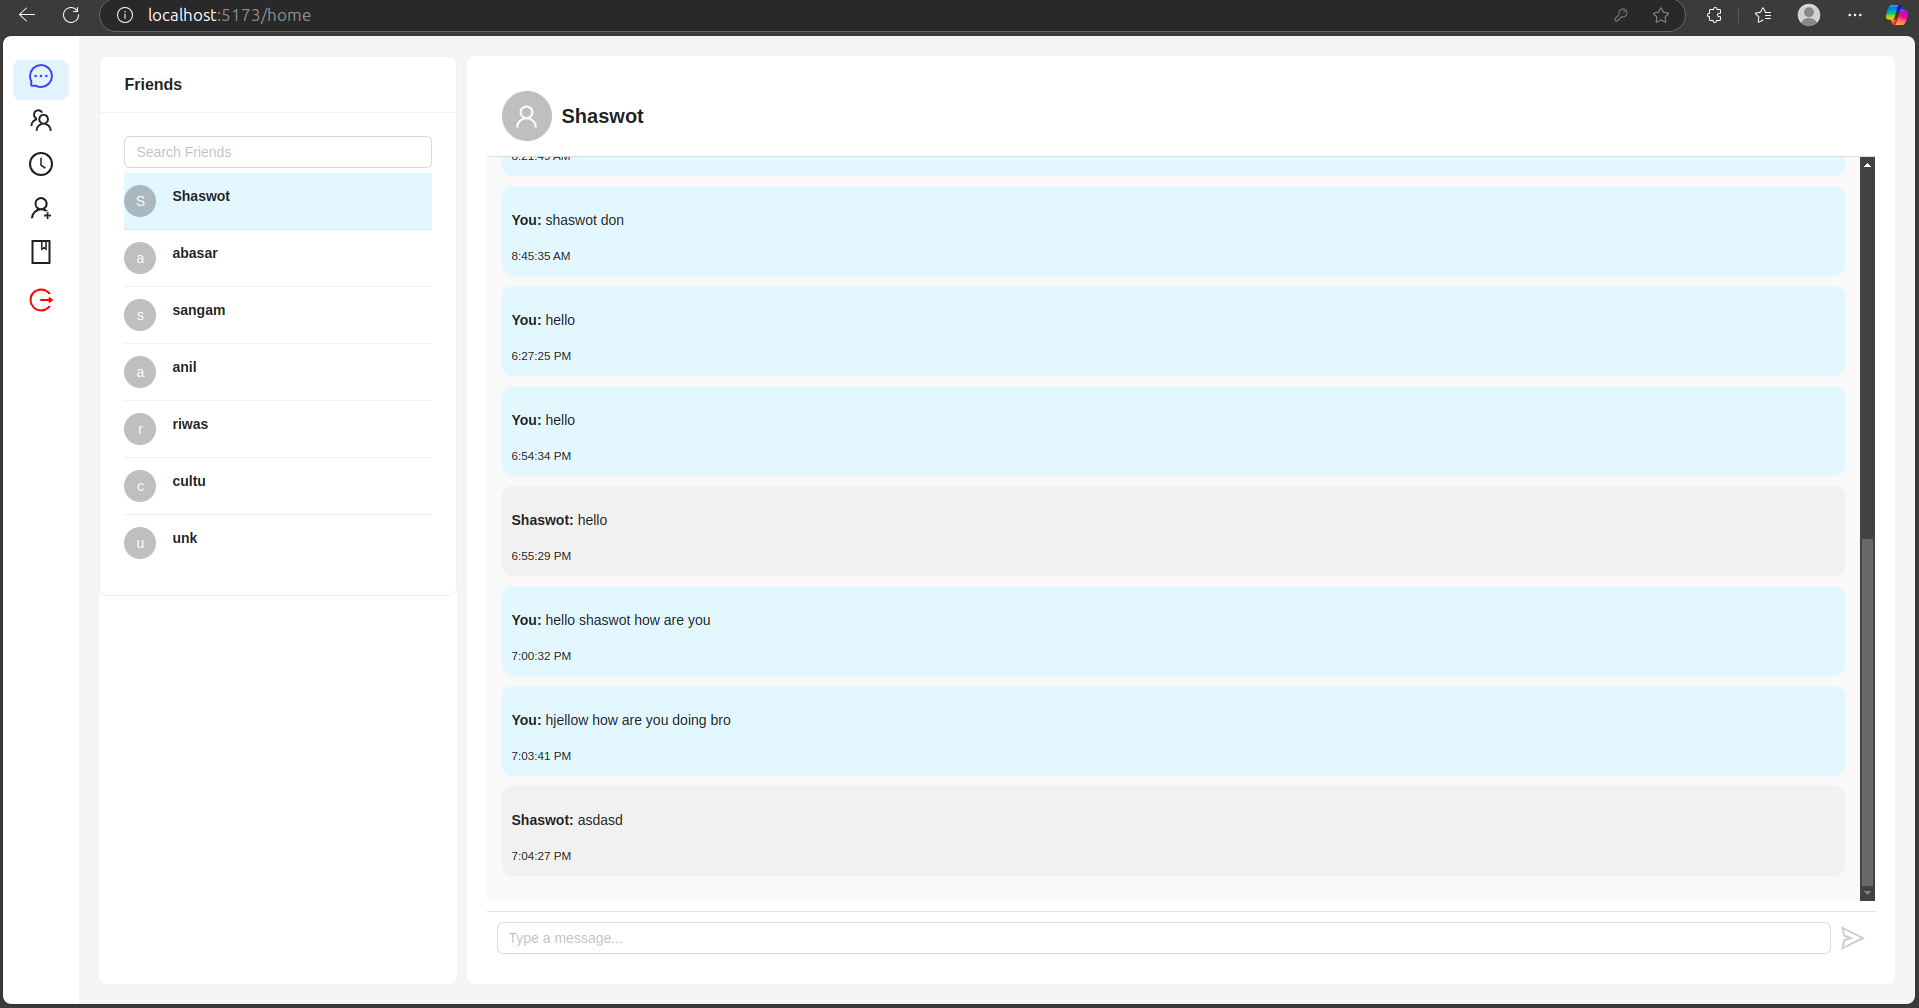 localhost:5173/home
Friends
Search Friends
S Shaswot
a abasar
s sangam
a anil
r riwas
c cultu
u unk
Shaswot
8:21:49 AM
You: shaswot don
8:45:35 AM
You: hello
6:27:25 PM
You: hello
6:54:34 PM
Shaswot: hello
6:55:29 PM
You: hello shaswot how are you
7:00:32 PM
You: hjellow how are you doing bro
7:03:41 PM
Shaswot: asdasd
7:04:27 PM
Type a message...